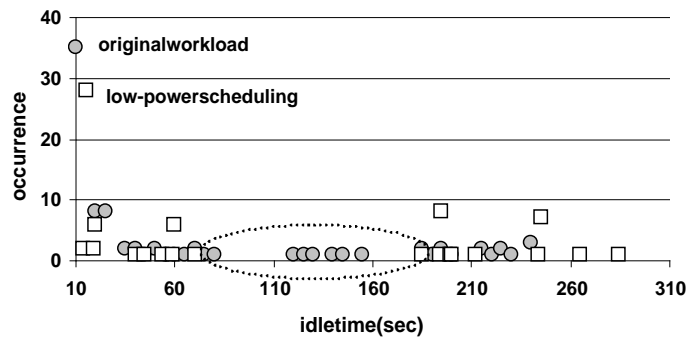 40
originalworkload
30
low-powerscheduling
20
10
0
occurrence
10 60 110 160 210 260 310
idletime(sec)